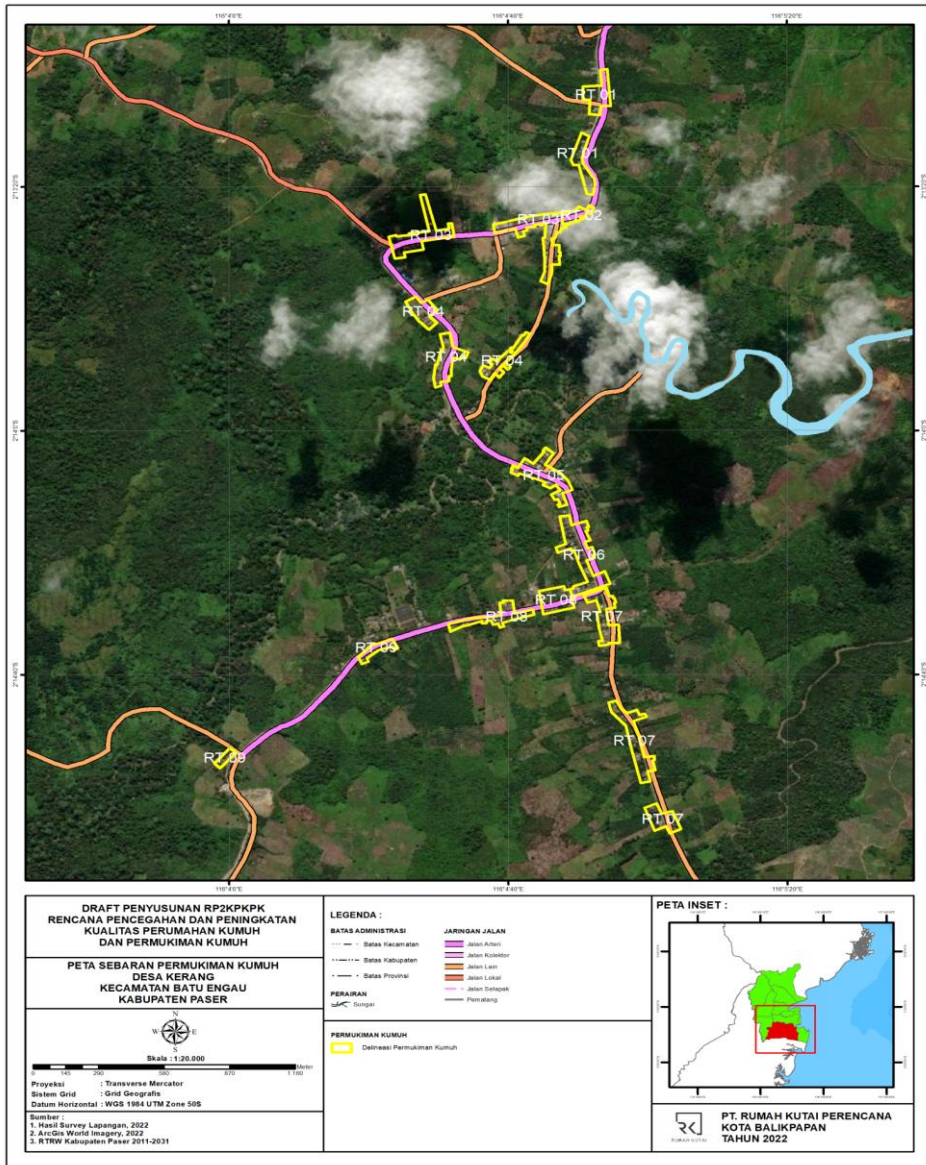 116°4'0"E 116°4'40"E 116°5'20"E
RT 01
RT 01
RT 02
RT 03
RT 03
RT 04
RT 04
RT 04
RT 05
RT 06
RT 07
RT 08
RT 09
RT 07
RT 09
RT 07
116°4'0"E 116°4'40"E 116°5'20"E
DRAFT PENYUSUNAN RP2KPKPK
RENCANA PENCEGAHAN DAN PENINGKATAN
KUALITAS PERUMAHAN KUMUH
DAN PERMUKIMAN KUMUH
PETA SEBARAN PERMUKIMAN KUMUH
DESA KERANG
KECAMATAN BATU ENGAU
KABUPATEN PASER
N
W E
S
Skala : 1:20.000
0 145 290 580 870 1.160 Meter
Proyeksi : Transverse Mercator
Sistem Grid : Grid Geografis
Datum Horizontal : WGS 1984 UTM Zone 50S
Sumber :
1. Hasil Survey Lapangan, 2022
2. ArcGis World Imagery, 2022
3. RTRW Kabupaten Paser 2011-2031
LEGENDA :
BATAS ADMINISTRASI
Batas Kecamatan
Batas Kabupaten
Batas Provinsi
PERAIRAN
Sungai
JARINGAN JALAN
Jalan Arteri
Jalan Kolektor
Jalan Lain
Jalan Lokal
Jalan Setapak
Pematang
PERMUKIMAN KUMUH
Delineasi Permukiman Kumuh
PETA INSET :
RUMAH KUTAI
PT. RUMAH KUTAI PERENCANA
KOTA BALIKPAPAN
TAHUN 2022